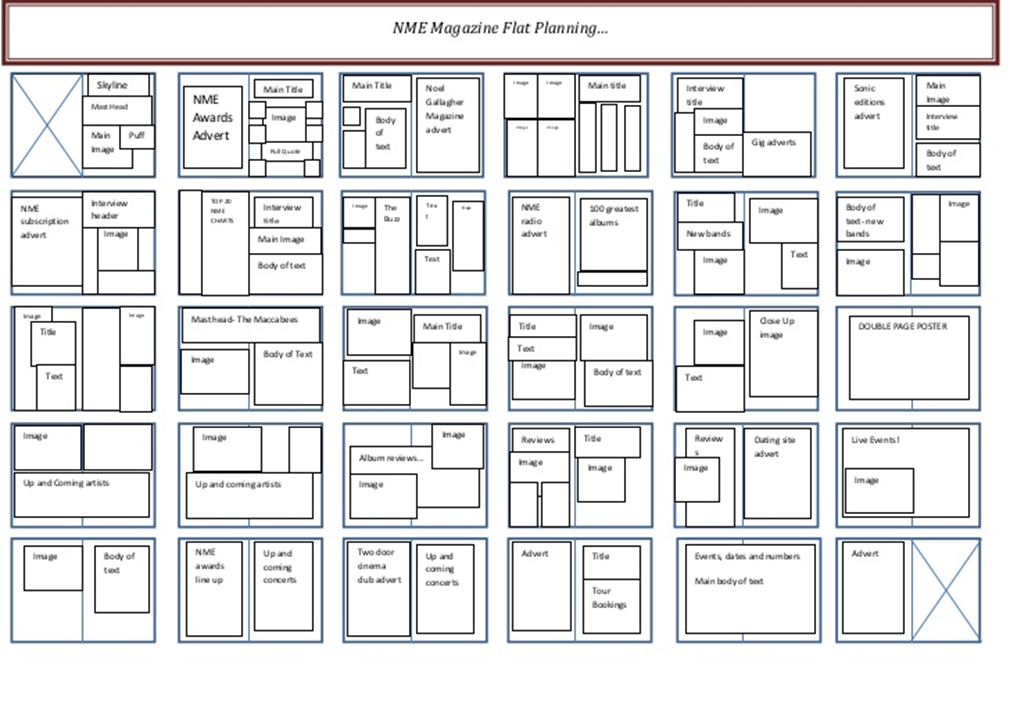 NME Magazine Flat Planning...
Skyline
Mast Head
Main
Image
Puff
NME
Awards
Advert
Main Title
Image
Pull Quote
Main Title
Body
of
text
Noel
Gallagher
Magazine
advert
Image
Image
Image
Image
Main title
Interview
title
Image
Body of
text
Gig adverts
Sonic
editions
advert
Main
Image
Interview
title
Body of
text
NME
subscription
advert
Interview
header
Image
TOP 20
NME
CHARTS
Interview
title
Main Image
Body of text
Image
The
Buzz
Tex
t
Text
NME
radio
advert
100 greatest
albums
Title
New bands
Image
Image
Text
Body of
text- new
bands
Image
Image
Image
Title
Text
Image
Masthead- The Maccabees
Image
Body of Text
Image
Text
Main Title
Image
Title
Text
Image
Image
Body of text
Image
Text
Close Up
image
DOUBLE PAGE POSTER
Image
Up and Coming artists
Image
Up and coming artists
Image
Album reviews...
Image
Reviews
Image
Title
Image
Review
s
Image
Dating site
advert
Live Events!
Image
Image
Body of
text
NME
awards
line up
Up and
coming
concerts
Two door
cinema
club advert
Up and
coming
concerts
Advert
Title
Tour
Bookings
Events, dates and numbers
Main body of text
Advert